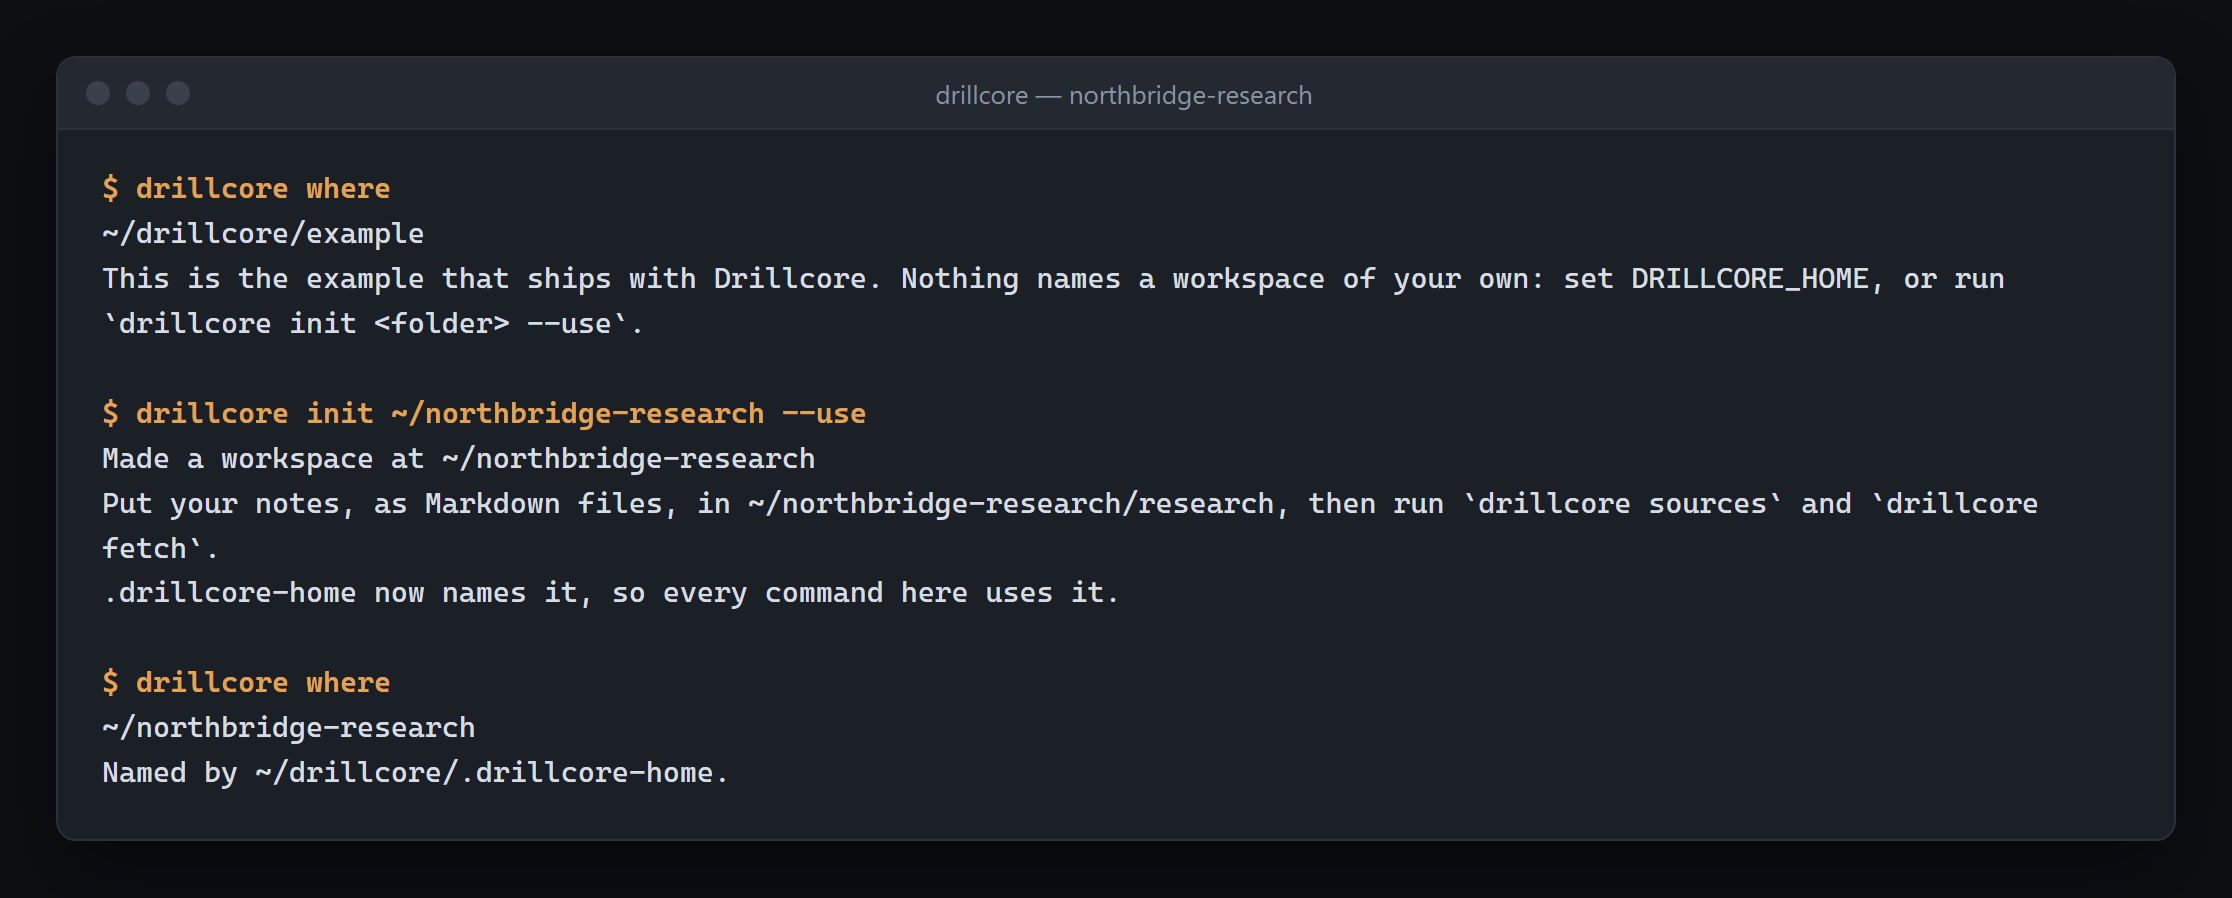 drillcore — northbridge-research
$ drillcore where
~/drillcore/example
This is the example that ships with Drillcore. Nothing names a workspace of your own: set DRILLCORE_HOME, or run
`drillcore init <folder> --use`.
$ drillcore init ~/northbridge-research --use
Made a workspace at ~/northbridge-research
Put your notes, as Markdown files, in ~/northbridge-research/research, then run `drillcore sources` and `drillcore
fetch`.
.drillcore-home now names it, so every command here uses it.
$ drillcore where
~/northbridge-research
Named by ~/drillcore/.drillcore-home.